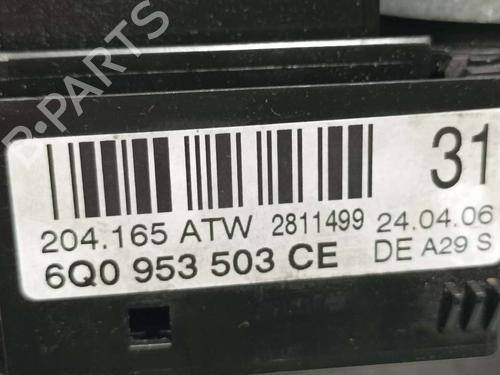 B-PARTS
31
204.165 ATW 2811499 24.04.06
6Q0 953 503 CE DE A29 S